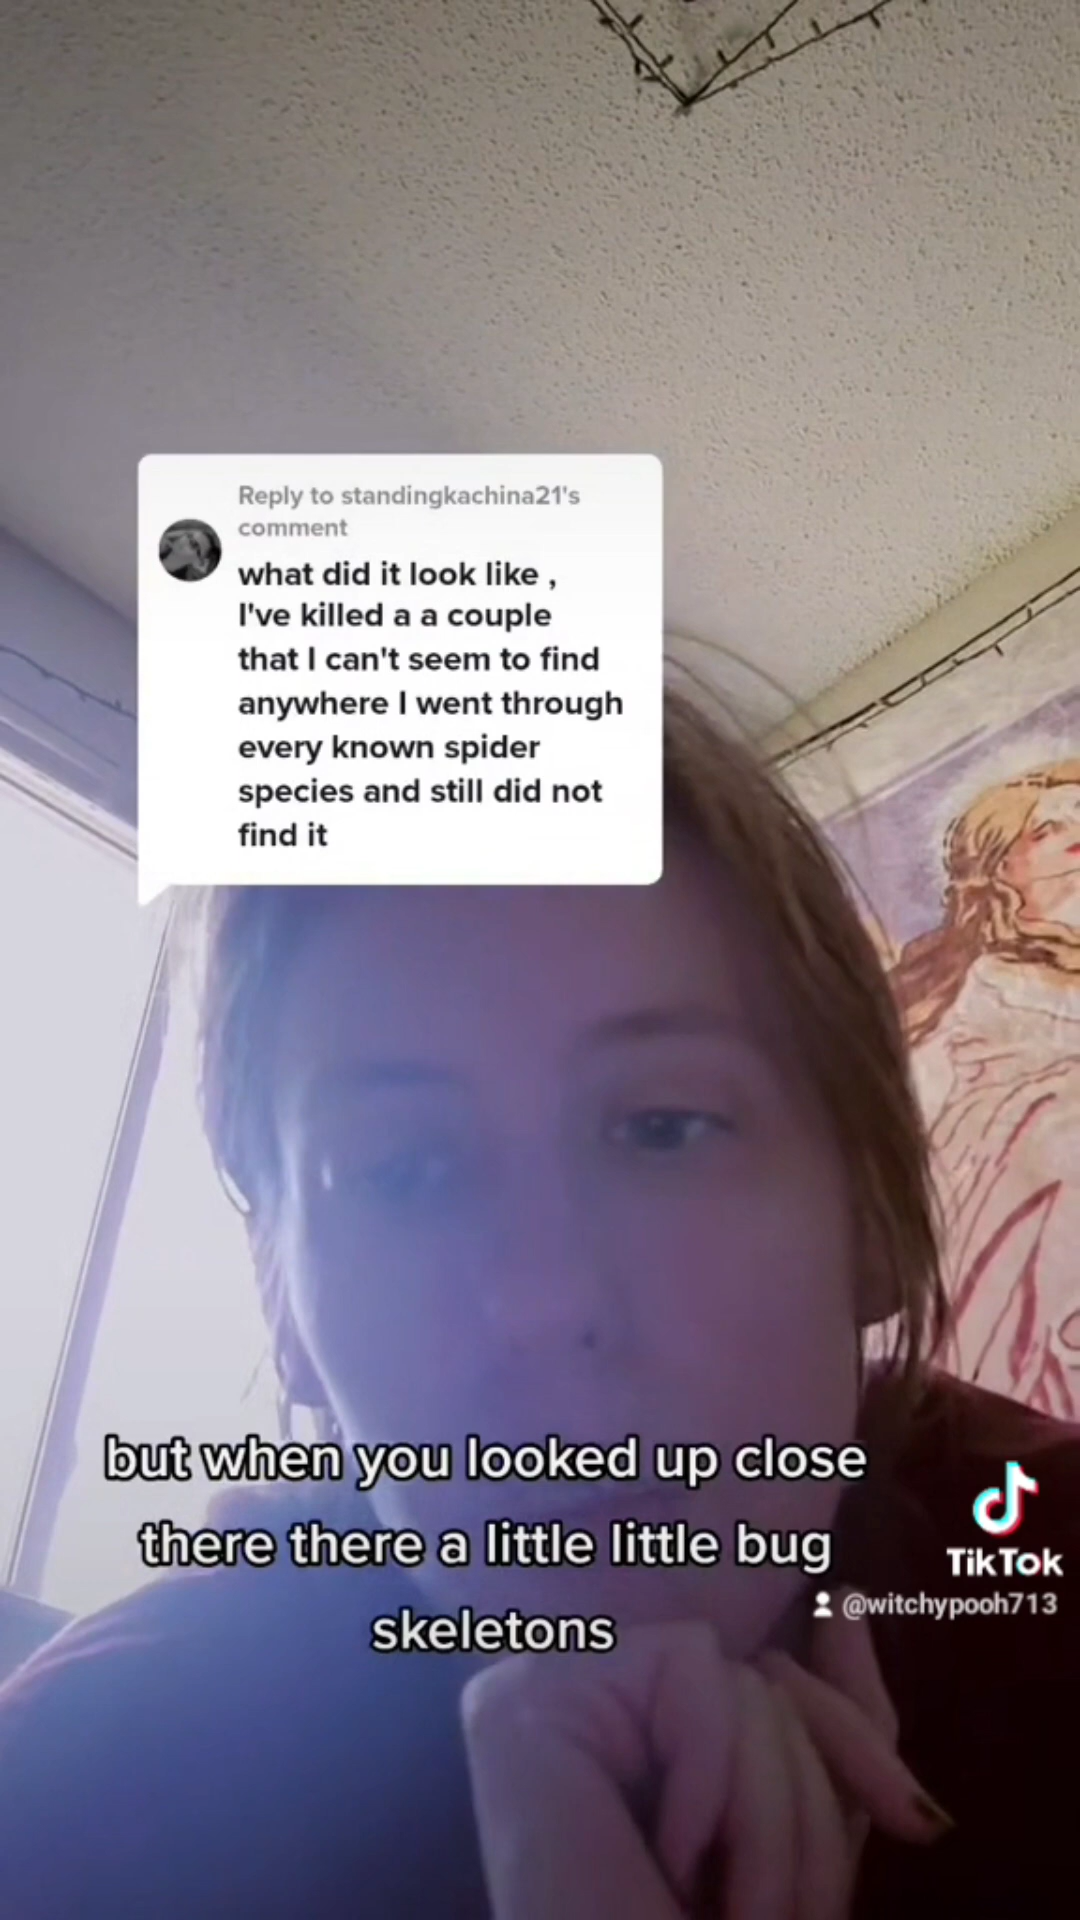 Reply to standingkachina21's
comment
what did it look like ,
I've killed a a couple
that I can't seem to find
anywhere I went through
every known spider
species and still did not
find it
but when you looked up close
there there a little little bug
skeletons
TikTok
@witchypooh713